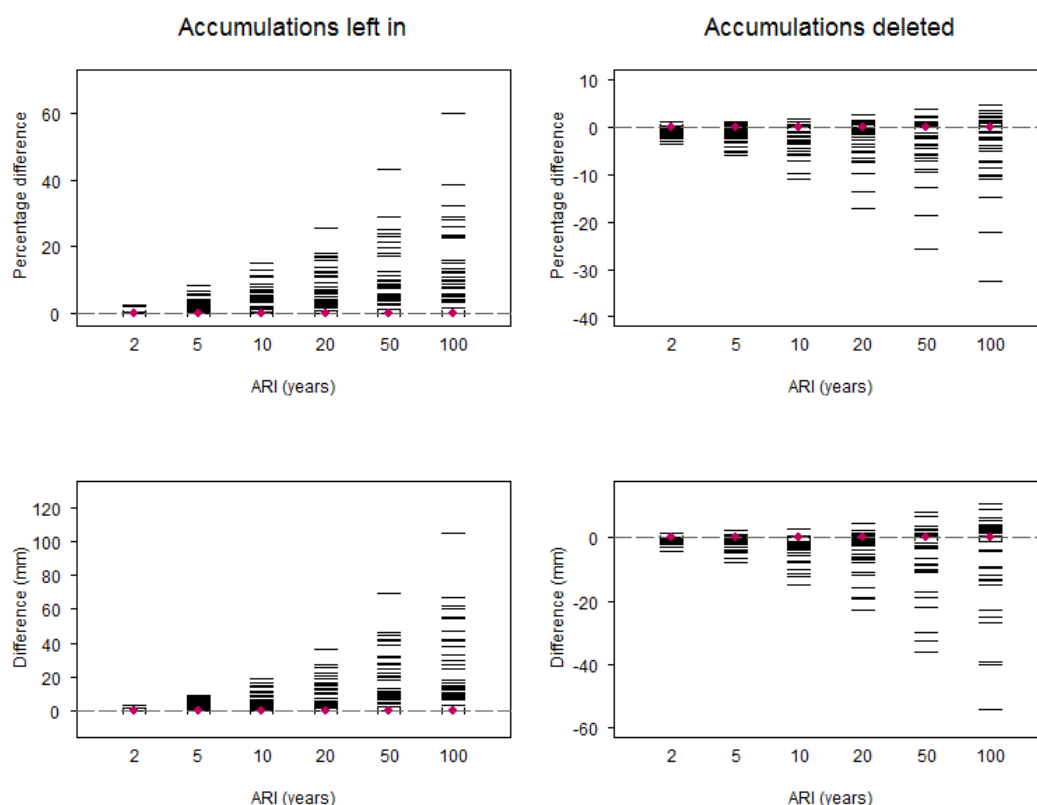 Accumulations left in
Accumulations deleted
Percentage difference
60
40
20
0
2 5 10 20 50 100
ARI (years)
Percentage difference
10
0
-10
-20
-30
-40
2 5 10 20 50 100
ARI (years)
Difference (mm)
120
100
80
60
40
20
0
2 5 10 20 50 100
ARI (years)
Difference (mm)
0
-20
-40
-60
2 5 10 20 50 100
ARI (years)